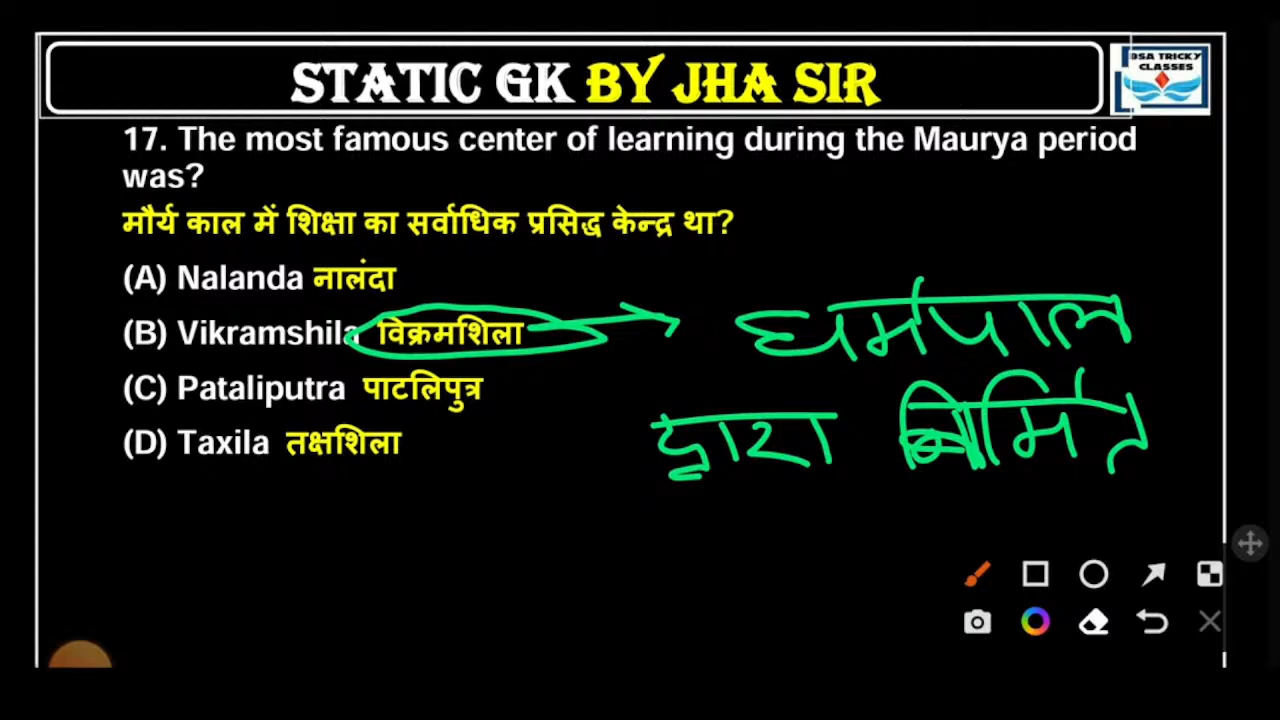 STATIC GK BY JHA SIR
DSA TRICKY
CLASSES
17. The most famous center of learning during the Maurya period
was?
मौर्य काल में शिक्षा का सर्वाधिक प्रसिद्ध केन्द्र था?
(A) Nalanda नालंदा
(B) Vikramshila विक्रमशिला
धर्मपाल
(C) Pataliputra पाटलिपुत्र
(D) Taxila तक्षशिला
द्वारा निर्मित